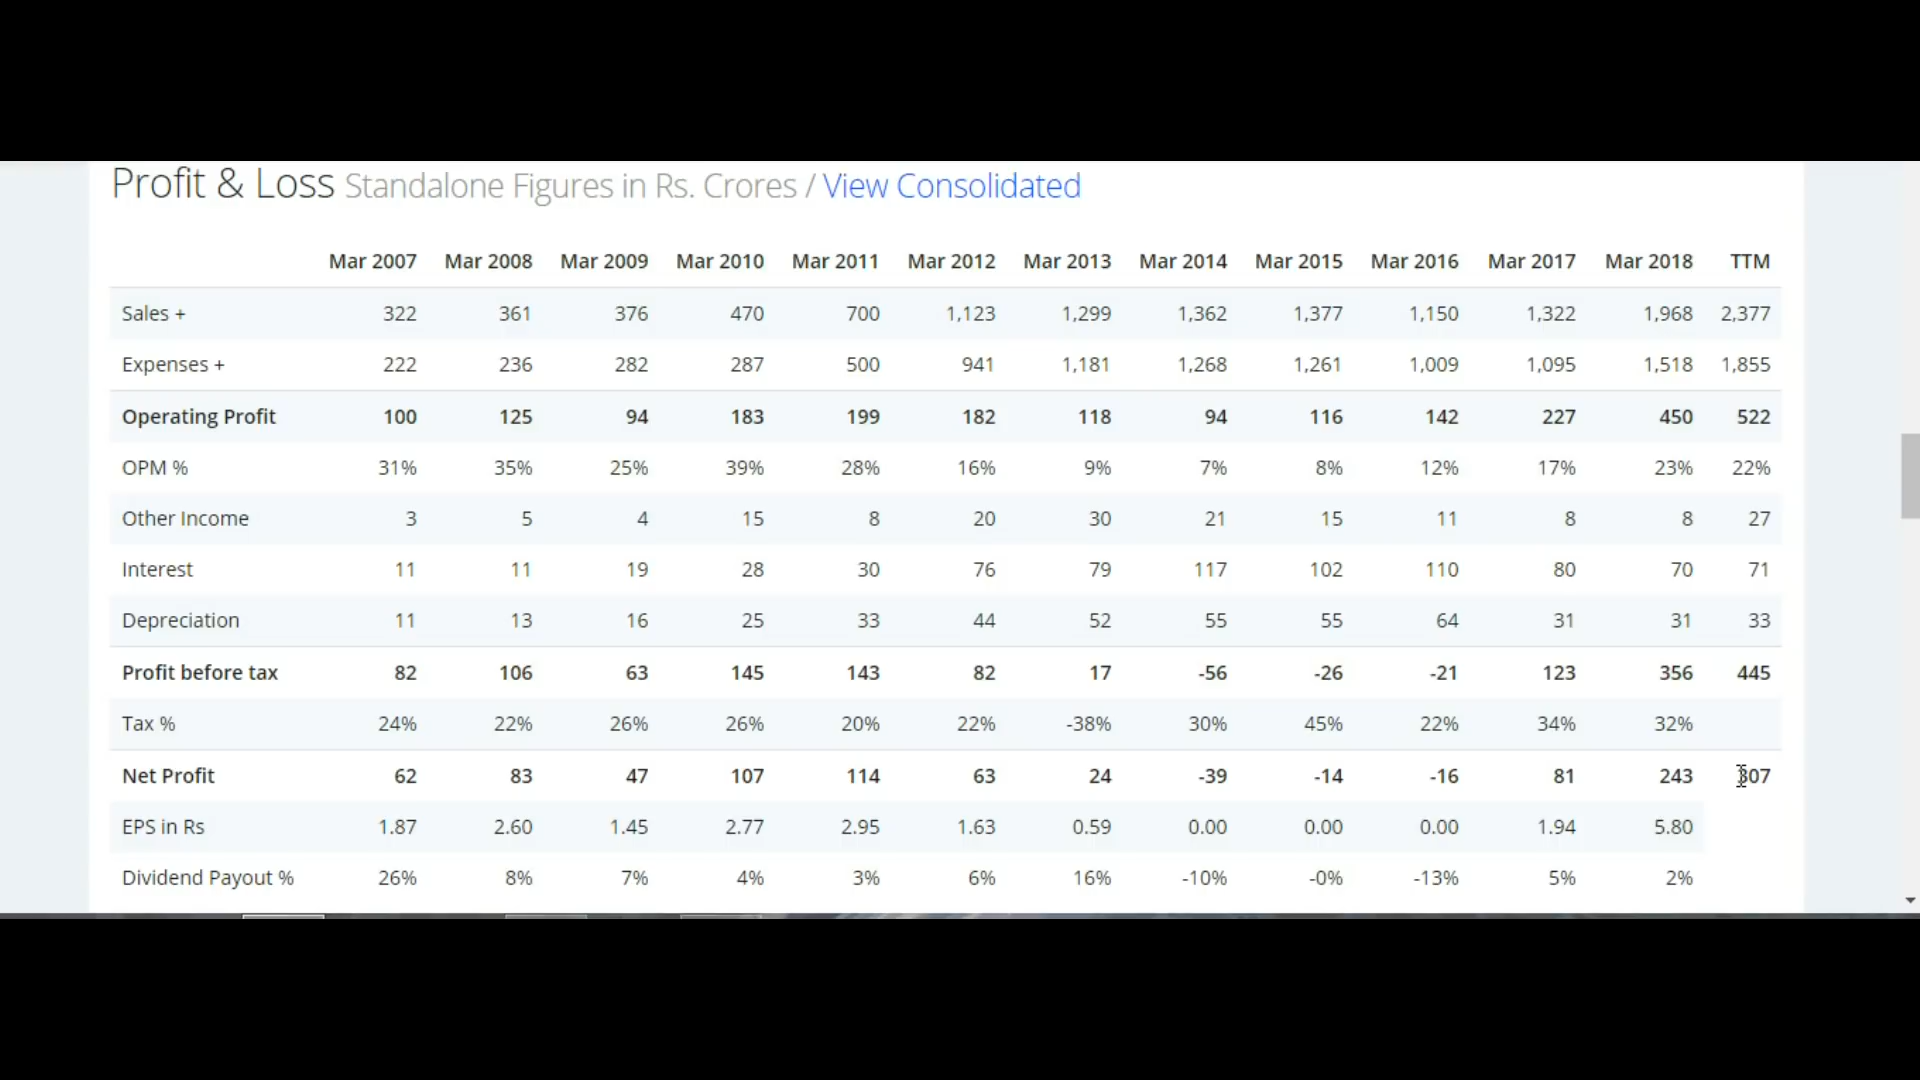 Profit & Loss Standalone Figures in Rs. Crores / View Consolidated
Mar 2007 Mar 2008 Mar 2009 Mar 2010 Mar 2011 Mar 2012 Mar 2013 Mar 2014 Mar 2015 Mar 2016 Mar 2017 Mar 2018 TTM
Sales + 322 361 376 470 700 1,123 1,299 1,362 1,377 1,150 1,322 1,968 2,377
Expenses + 222 236 282 287 500 941 1,181 1,268 1,261 1,009 1,095 1,518 1,855
Operating Profit 100 125 94 183 199 182 118 94 116 142 227 450 522
OPM % 31% 35% 25% 39% 28% 16% 9% 7% 8% 12% 17% 23% 22%
Other Income 3 5 4 15 8 20 30 21 15 11 8 8 27
Interest 11 11 19 28 30 76 79 117 102 110 80 70 71
Depreciation 11 13 16 25 33 44 52 55 55 64 31 31 33
Profit before tax 82 106 63 145 143 82 17 -56 -26 -21 123 356 445
Tax % 24% 22% 26% 26% 20% 22% -38% 30% 45% 22% 34% 32%
Net Profit 62 83 47 107 114 63 24 -39 -14 -16 81 243 307
EPS in Rs 1.87 2.60 1.45 2.77 2.95 1.63 0.59 0.00 0.00 0.00 1.94 5.80
Dividend Payout % 26% 8% 7% 4% 3% 6% 16% -10% -0% -13% 5% 2%